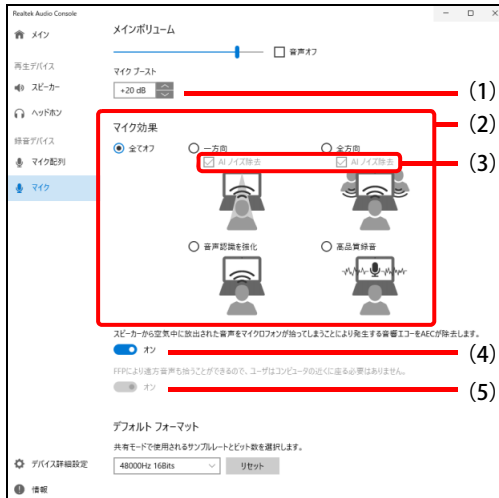 Realtek Audio Console
メイン
再生デバイス
スピーカー
ヘッドホン
録音デバイス
マイク配列
マイク
デバイス詳細設定
情報
メインボリューム
音声オフ
マイク ブースト
+20 dB
(1)
(2)
マイク効果
全てオフ
一方向
全方向
AI ノイズ除去
AI ノイズ除去
(3)
音声認識を強化
高品質録音
スピーカーから空気中に放出された音声をマイクロフォンが拾ってしまうことにより発生する音響エコーをAECが除去します。
オン
(4)
FFPにより遠方音声も拾うことができるので、ユーザはコンピュータの近くに座る必要はありません。
オン
(5)
デフォルト フォーマット
共有モードで使用されるサンプルレートとビット数を選択します。
48000Hz 16Bits
リセット